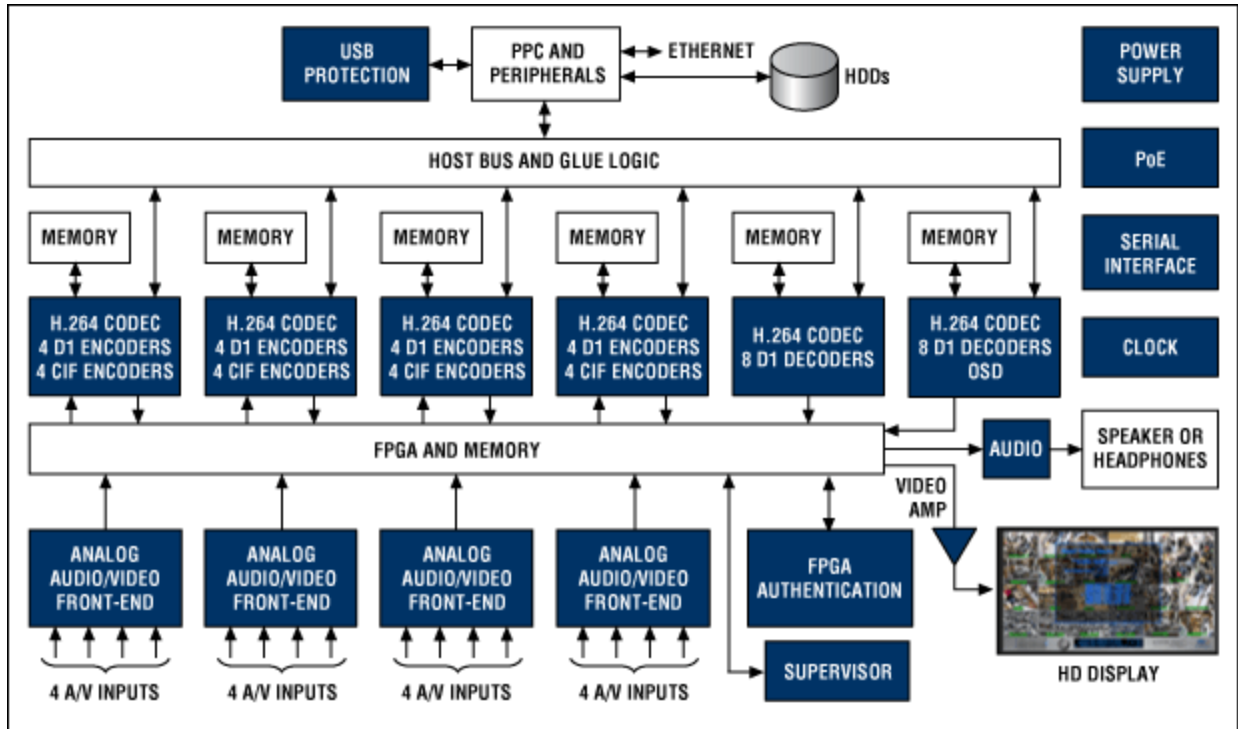 USB
PROTECTION
PPC AND
PERIPHERALS
ETHERNET
HDDs
POWER
SUPPLY
HOST BUS AND GLUE LOGIC
PoE
MEMORY
MEMORY
MEMORY
MEMORY
MEMORY
MEMORY
SERIAL
INTERFACE
H.264 CODEC
4 D1 ENCODERS
4 CIF ENCODERS
H.264 CODEC
4 D1 ENCODERS
4 CIF ENCODERS
H.264 CODEC
4 D1 ENCODERS
4 CIF ENCODERS
H.264 CODEC
4 D1 ENCODERS
4 CIF ENCODERS
H.264 CODEC
8 D1 DECODERS
H.264 CODEC
8 D1 DECODERS
OSD
CLOCK
FPGA AND MEMORY
AUDIO
SPEAKER OR
HEADPHONES
VIDEO
AMP
ANALOG
AUDIO/VIDEO
FRONT-END
ANALOG
AUDIO/VIDEO
FRONT-END
ANALOG
AUDIO/VIDEO
FRONT-END
ANALOG
AUDIO/VIDEO
FRONT-END
FPGA
AUTHENTICATION
HD DISPLAY
SUPERVISOR
4 A/V INPUTS
4 A/V INPUTS
4 A/V INPUTS
4 A/V INPUTS